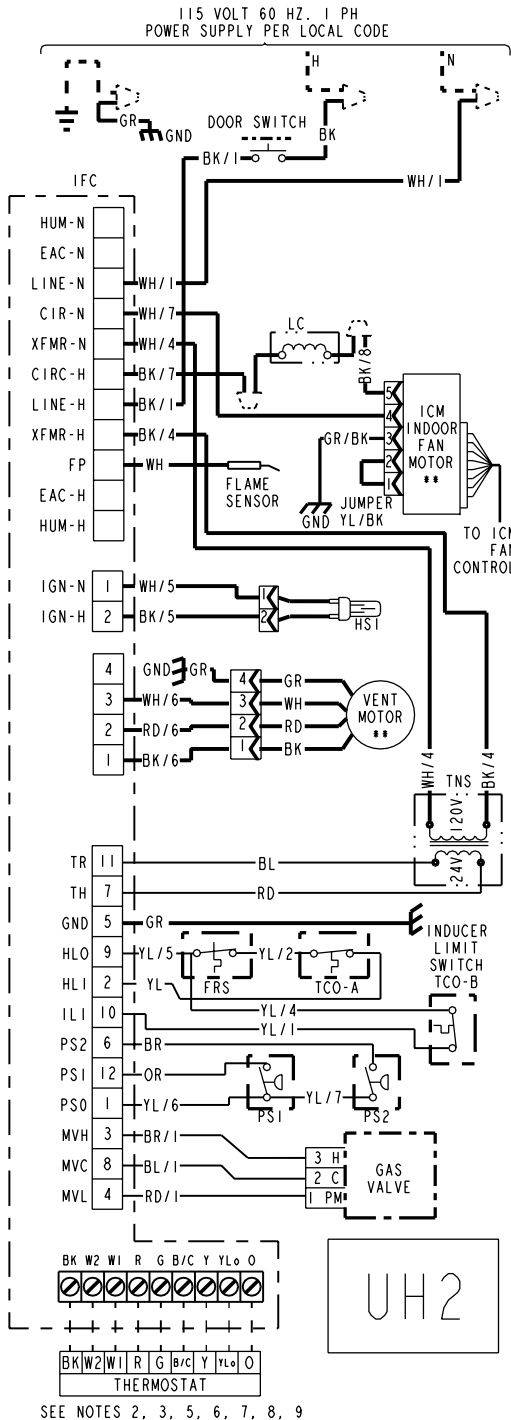 115 VOLT 60 HZ. 1 PH
POWER SUPPLY PER LOCAL CODE
H
N
GR
GND
DOOR SWITCH
BK
BK/1
WH/1
IFC
HUM-N
EAC-N
LINE-N WH/1
CIR-N WH/7
XFMR-N WH/4
CIRC-H BK/7
LINE-H BK/1
XFMR-H BK/4
FP WH
EAC-H
HUM-H
LC
BK/8
5
4
3
2
1
ICM
INDOOR
FAN
MOTOR
**
GR/BK
GND
JUMPER
YL/BK
FLAME
SENSOR
TO ICM
FAN
CONTROL
IGN-N 1 WH/5 1
IGN-H 2 BK/5 2
HSI
4 GND GR 4 GR
3 WH/6 3 WH
2 RD/6 2 RD
1 BK/6 1 BK
VENT
MOTOR
**
WH/4
BK/4
TNS
120V
24V
TR 11 BL
TH 7 RD
GND 5 GR
HLO 9 YL/5 YL/2
FRS TCO-A
HLI 2 YL
INDUCER
LIMIT
SWITCH
TCO-B
YL/4
ILI 10 YL/1
PS2 6 BR
PS1 12 OR
PS0 1 YL/6 YL/7
PS1 PS2
MVH 3 BR/1 3 H
MVC 8 BL/1 2 C
MVL 4 RD/1 1 PM
GAS
VALVE
BK W2 W1 R G B/C Y YLo O
UH2
BK W2 W1 R G B/C Y YLo O
THERMOSTAT
SEE NOTES 2, 3, 5, 6, 7, 8, 9